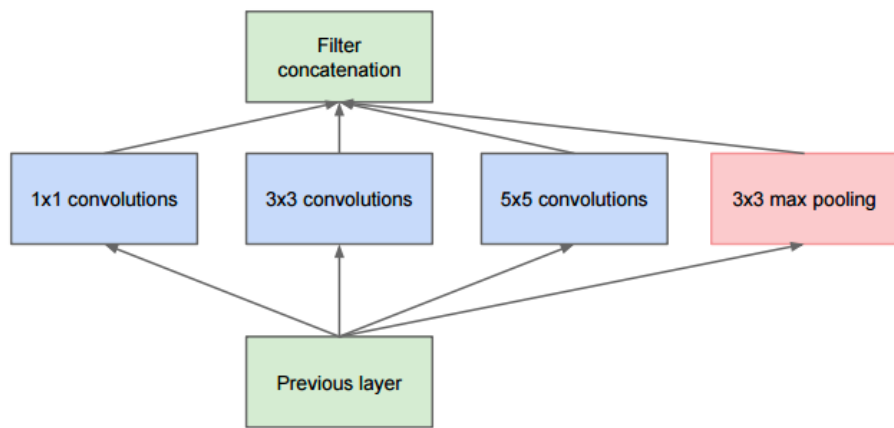 Filter
concatenation
1x1 convolutions
3x3 convolutions
5x5 convolutions
3x3 max pooling
Previous layer